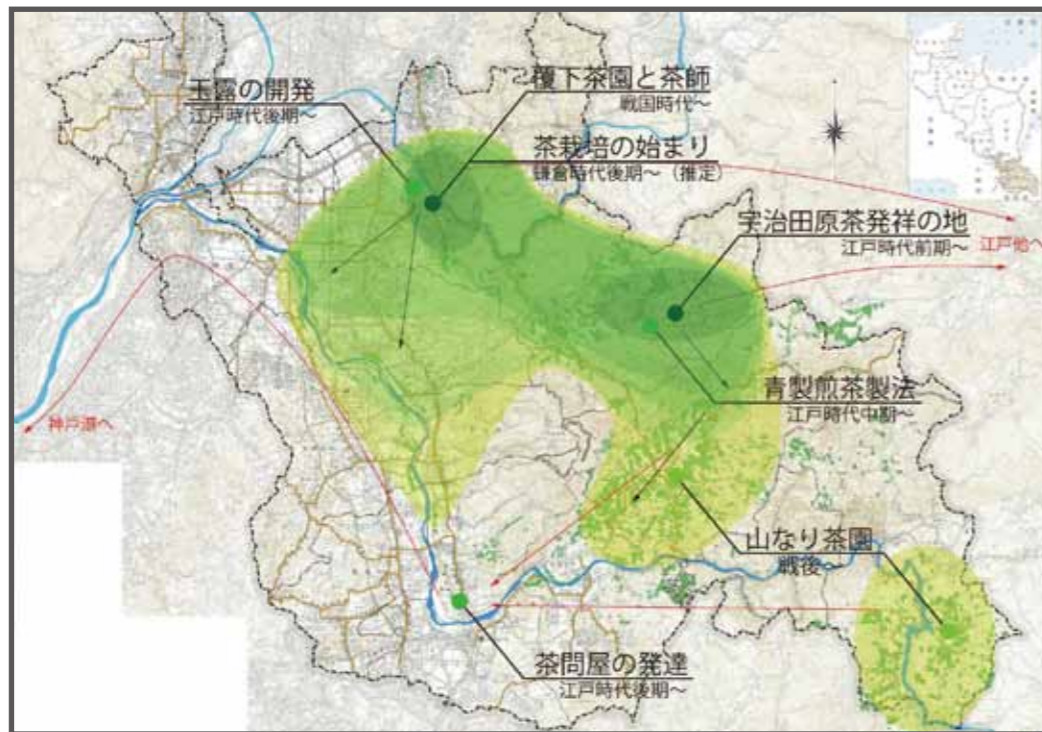 玉露の開発
江戸時代後期~
覆下茶園と茶師
戦国時代~
茶栽培の始まり
鎌倉時代後期~(推定)
宇治田原茶発祥の地
江戸時代前期~
江戸他へ
青製煎茶製法
江戸時代中期~
神戸港へ
山なり茶園
戦後~
茶問屋の発達
江戸時代後期~